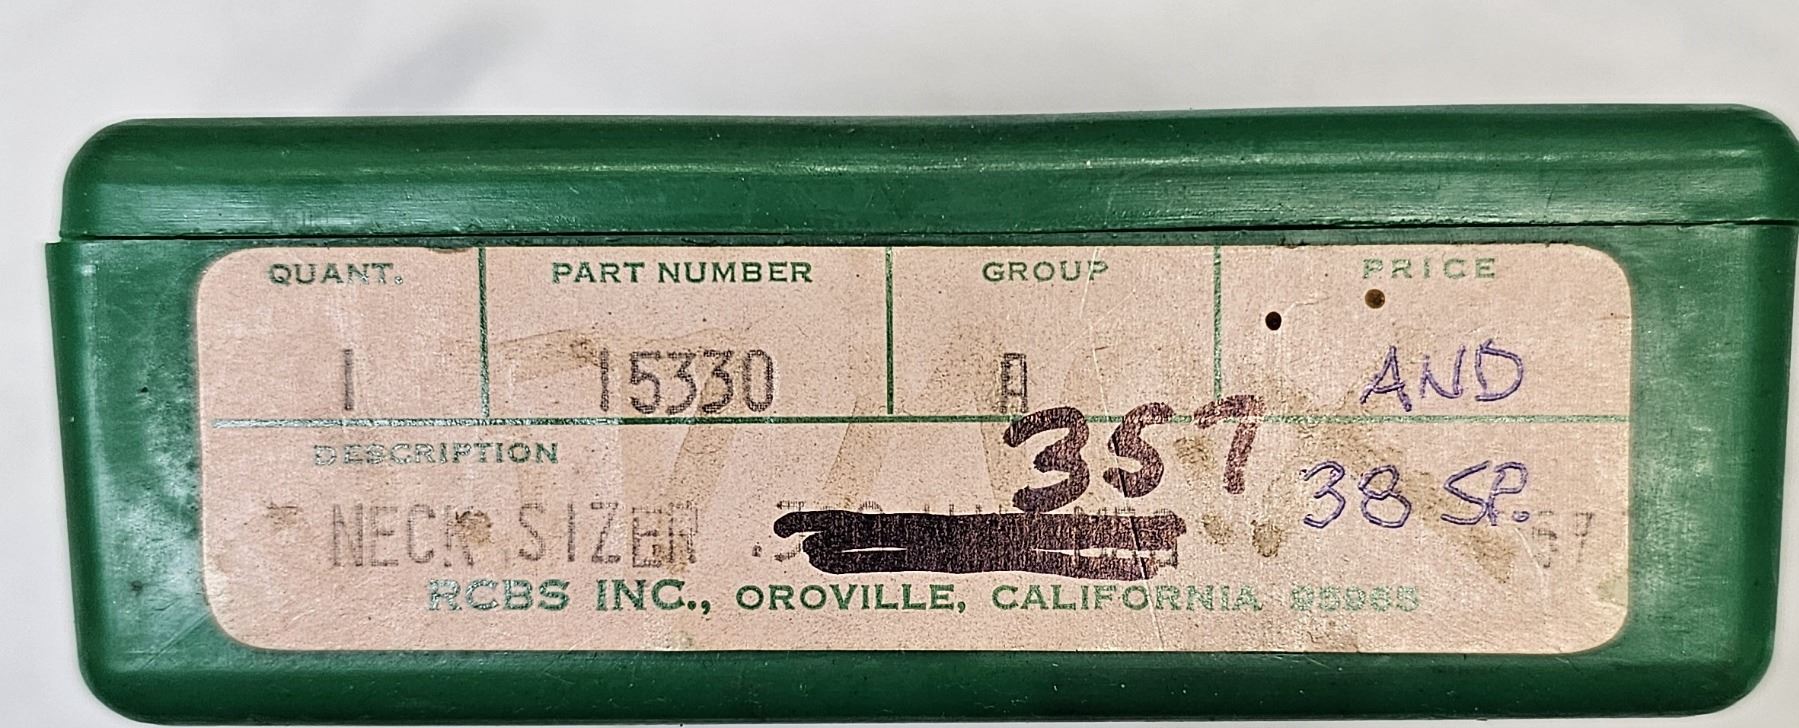 QUANT. PART NUMBER GROUP PRICE
1 15330 A AND
DESCRIPTION 357 38 SP.
NECK SIZER 67
RCBS INC., OROVILLE, CALIFORNIA 95965